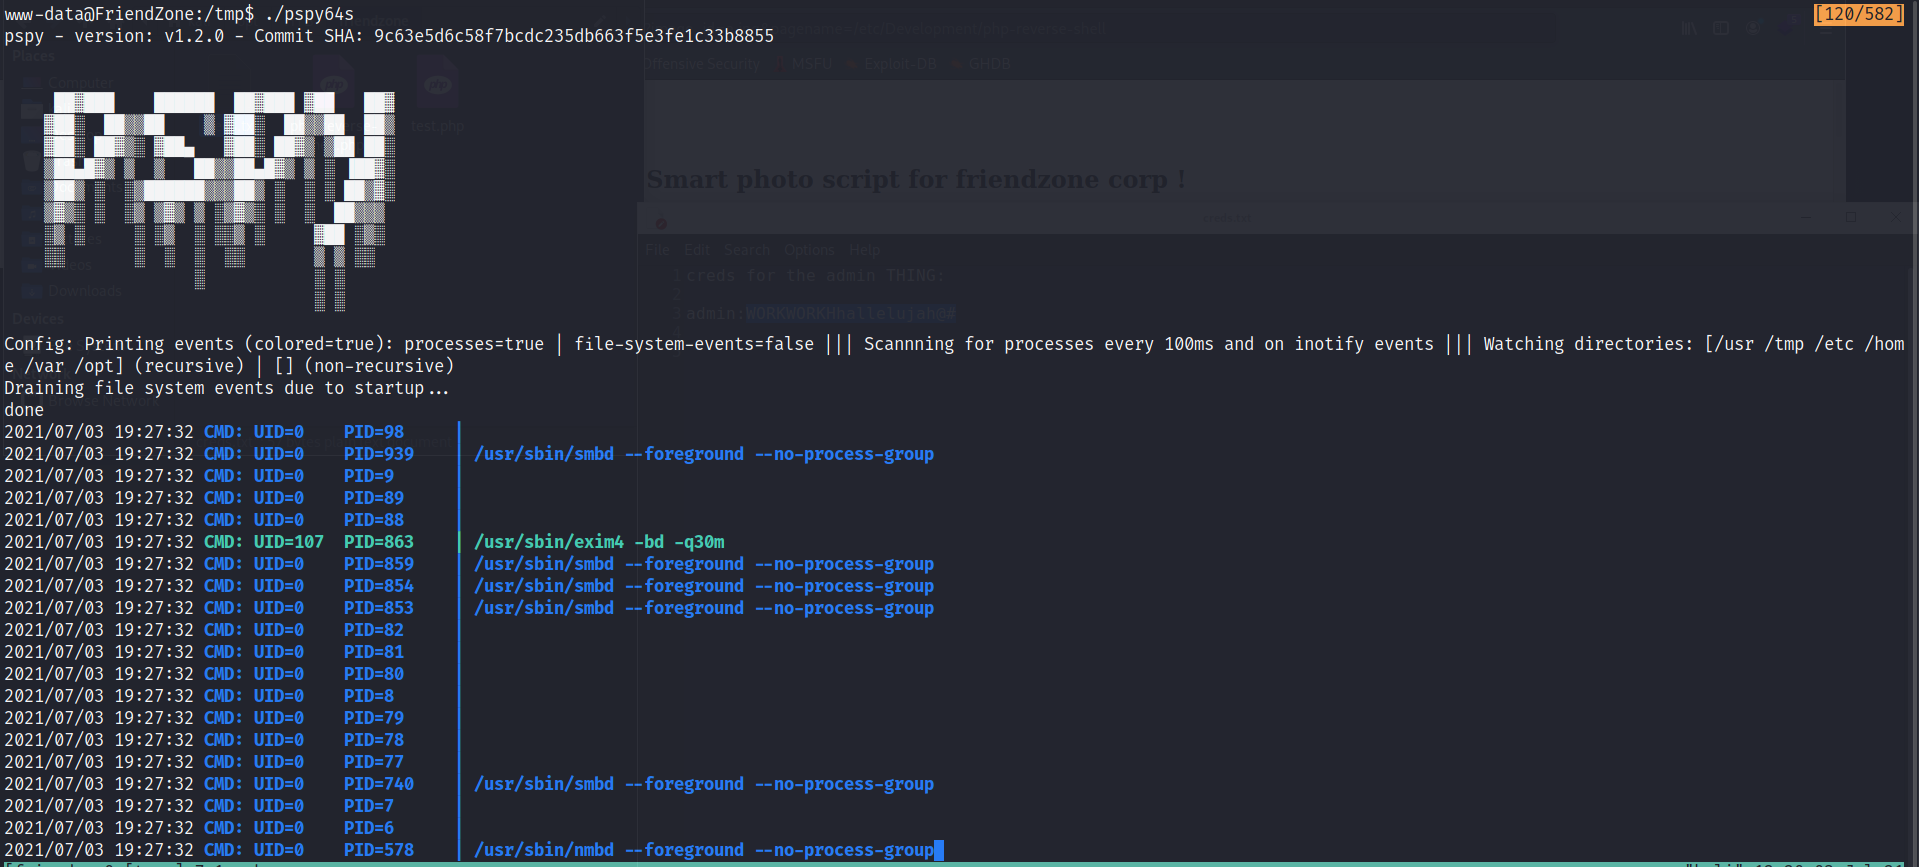 www-data@FriendZone:/tmp$ ./pspy64s
[120/582]
pspy - version: v1.2.0 - Commit SHA: 9c63e5d6c58f7bcdc235db663f5e3fe1c33b8855
Places
Computer
Offensive Security MSFU Exploit-DB GHDB
test.php
Smart photo script for friendzone corp !
File Edit Search Options Help
1 creds for the admin THING:
2
3 admin:WORKWORKHhallelujah@#
Downloads
Devices
Config: Printing events (colored=true): processes=true | file-system-events=false ||| Scannning for processes every 100ms and on inotify events ||| Watching directories: [/usr /tmp /etc /hom
e /var /opt] (recursive) | [] (non-recursive)
Draining file system events due to startup...
done
2021/07/03 19:27:32 CMD: UID=0 PID=98 |
2021/07/03 19:27:32 CMD: UID=0 PID=939 | /usr/sbin/smbd --foreground --no-process-group
2021/07/03 19:27:32 CMD: UID=0 PID=9 |
2021/07/03 19:27:32 CMD: UID=0 PID=89 |
2021/07/03 19:27:32 CMD: UID=0 PID=88 |
2021/07/03 19:27:32 CMD: UID=107 PID=863 | /usr/sbin/exim4 -bd -q30m
2021/07/03 19:27:32 CMD: UID=0 PID=859 | /usr/sbin/smbd --foreground --no-process-group
2021/07/03 19:27:32 CMD: UID=0 PID=854 | /usr/sbin/smbd --foreground --no-process-group
2021/07/03 19:27:32 CMD: UID=0 PID=853 | /usr/sbin/smbd --foreground --no-process-group
2021/07/03 19:27:32 CMD: UID=0 PID=82 |
2021/07/03 19:27:32 CMD: UID=0 PID=81 |
2021/07/03 19:27:32 CMD: UID=0 PID=80 |
2021/07/03 19:27:32 CMD: UID=0 PID=8 |
2021/07/03 19:27:32 CMD: UID=0 PID=79 |
2021/07/03 19:27:32 CMD: UID=0 PID=78 |
2021/07/03 19:27:32 CMD: UID=0 PID=77 |
2021/07/03 19:27:32 CMD: UID=0 PID=740 | /usr/sbin/smbd --foreground --no-process-group
2021/07/03 19:27:32 CMD: UID=0 PID=7 |
2021/07/03 19:27:32 CMD: UID=0 PID=6 |
2021/07/03 19:27:32 CMD: UID=0 PID=578 | /usr/sbin/nmbd --foreground --no-process-group